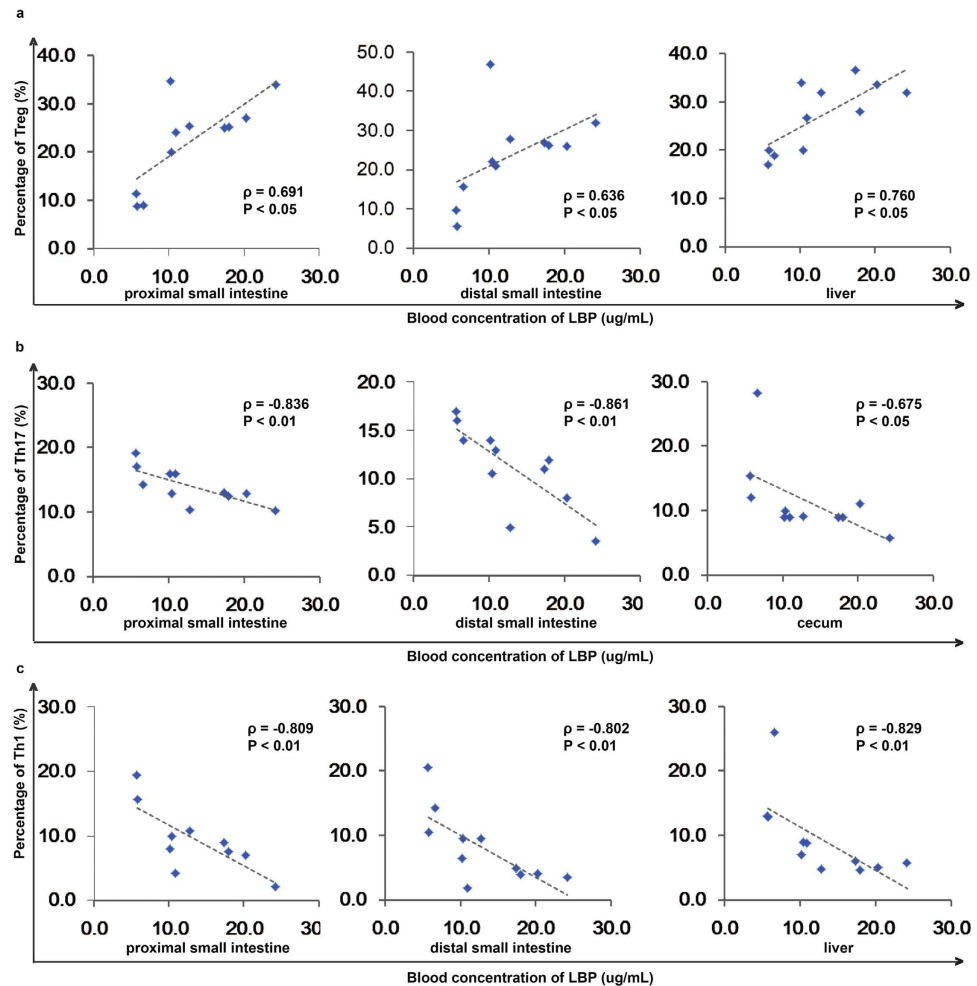 a
Percentage of Treg (%)
40.0
30.0
20.0
10.0
0.0
ρ = 0.691
P < 0.05
0.0 10.0 20.0 30.0
proximal small intestine
50.0
40.0
30.0
20.0
10.0
0.0
ρ = 0.636
P < 0.05
0.0 10.0 20.0 30.0
distal small intestine
40.0
30.0
20.0
10.0
0.0
ρ = 0.760
P < 0.05
0.0 10.0 20.0 30.0
liver
Blood concentration of LBP (ug/mL)
b
Percentage of Th17 (%)
30.0
20.0
10.0
0.0
ρ = -0.836
P < 0.01
0.0 10.0 20.0 30.0
proximal small intestine
20.0
15.0
10.0
5.0
0.0
ρ = -0.861
P < 0.01
0.0 10.0 20.0 30.0
distal small intestine
30.0
20.0
10.0
0.0
ρ = -0.675
P < 0.05
0.0 10.0 20.0 30.0
cecum
Blood concentration of LBP (ug/mL)
c
Percentage of Th1 (%)
30.0
20.0
10.0
0.0
ρ = -0.809
P < 0.01
0.0 10.0 20.0 30.0
proximal small intestine
30.0
20.0
10.0
0.0
ρ = -0.802
P < 0.01
0.0 10.0 20.0 30.0
distal small intestine
30.0
20.0
10.0
0.0
ρ = -0.829
P < 0.01
0.0 10.0 20.0 30.0
liver
Blood concentration of LBP (ug/mL)